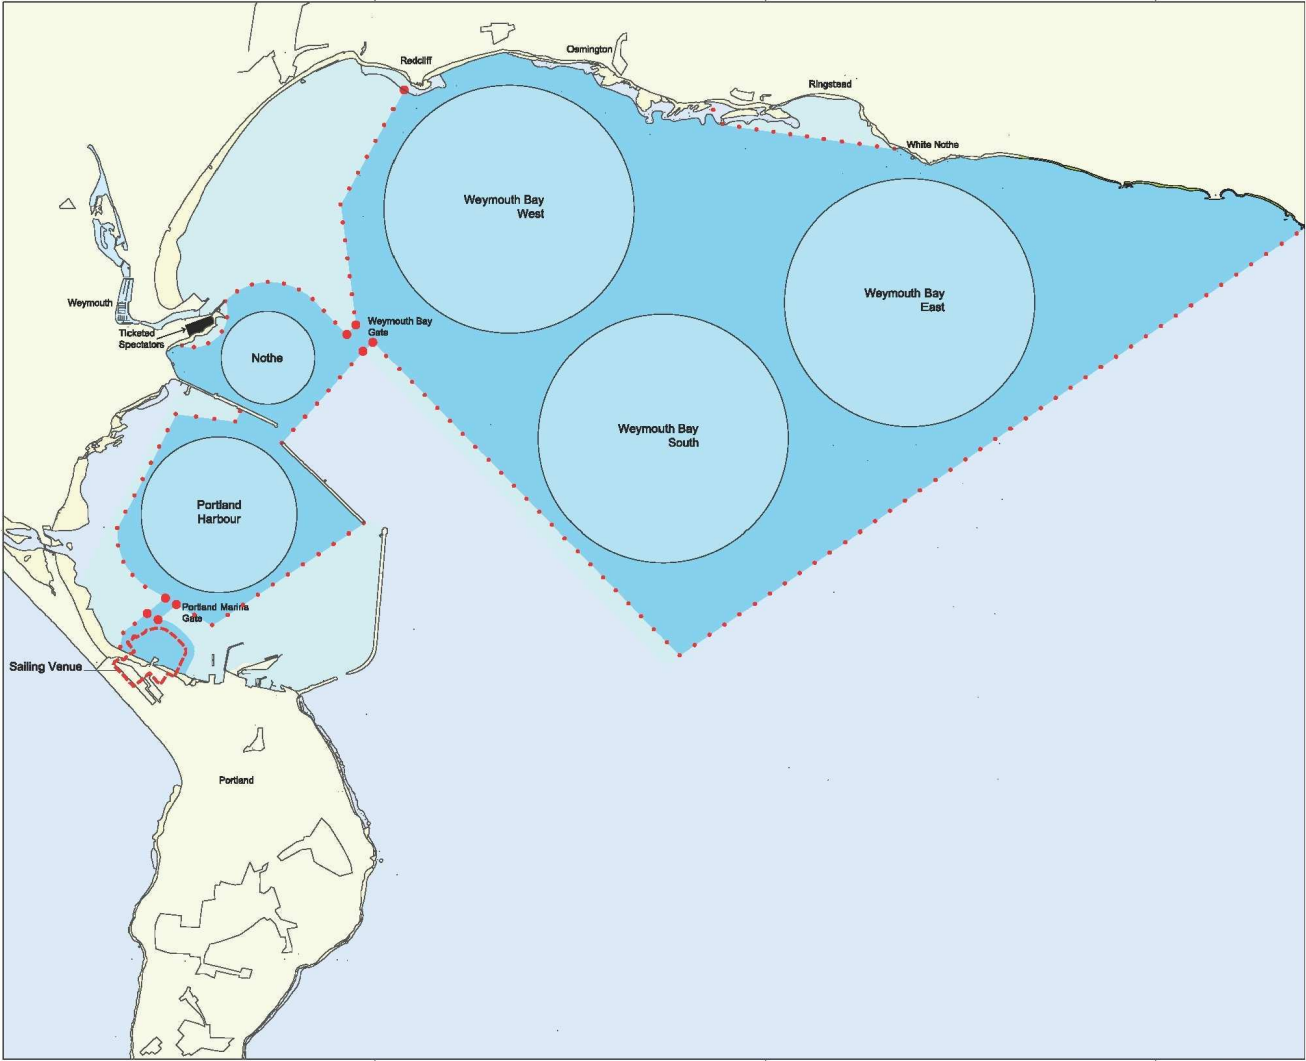 Redcliff
Osmington
Ringstead
White Nothe
Weymouth Bay
West
Weymouth Bay
East
Weymouth
Ticketed
Spectators
Weymouth Bay
Gate
Nothe
Weymouth Bay
South
Portland
Harbour
Portland Marina
Gate
Sailing Venue
Portland